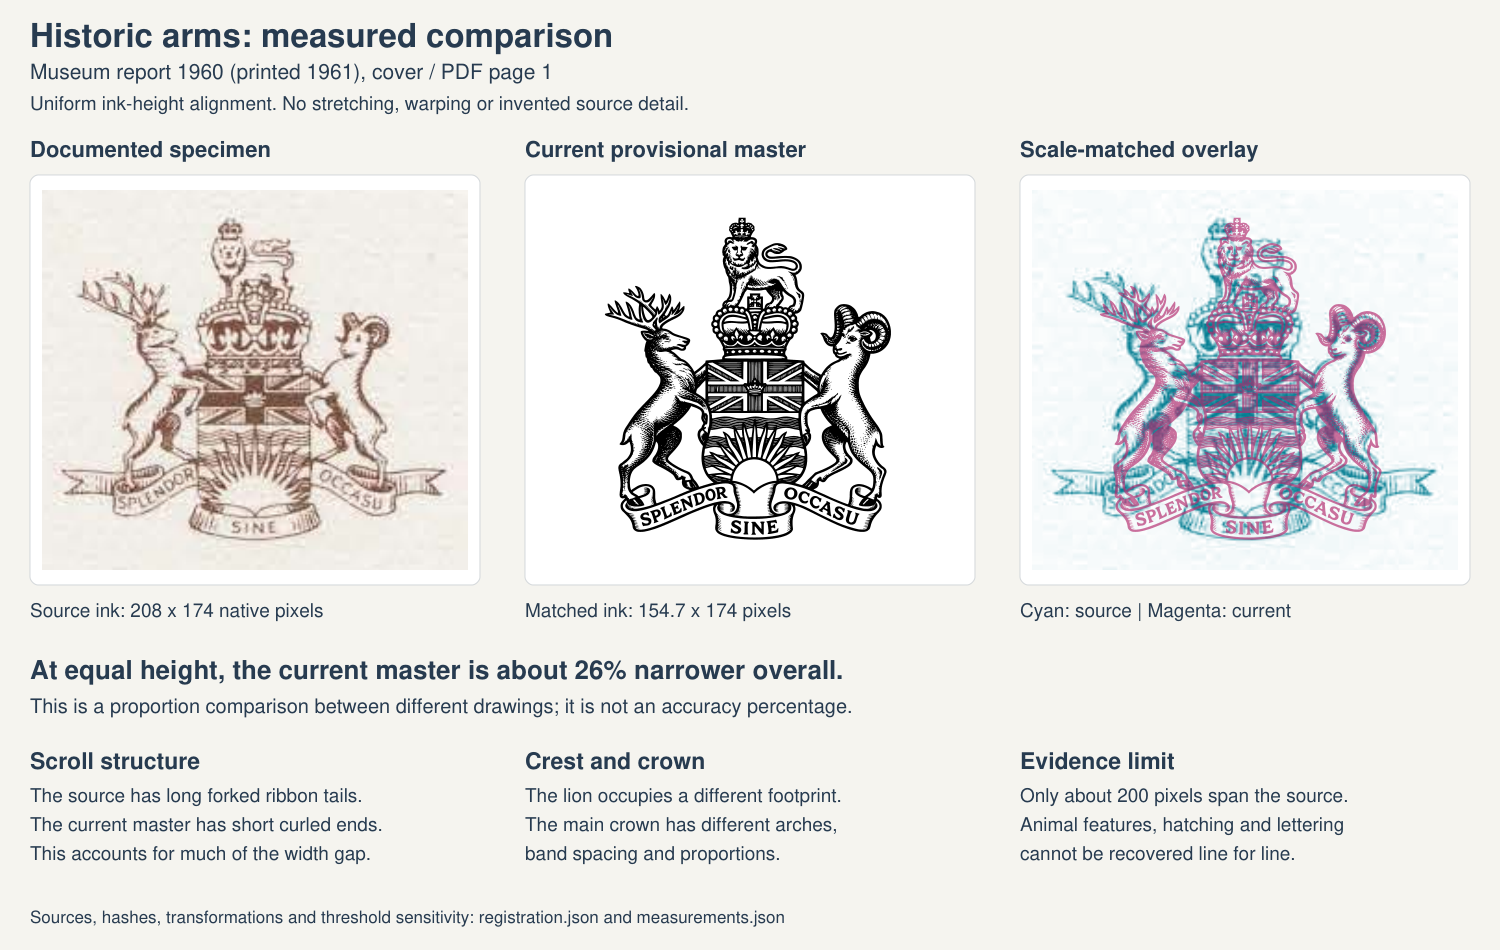 Historic arms: measured comparison
Museum report 1960 (printed 1961), cover / PDF page 1
Uniform ink-height alignment. No stretching, warping or invented source detail.
Documented specimen
Current provisional master
Scale-matched overlay
SPLENDOR
SINE
OCCASU
SPLENDOR
SINE
OCCASU
SPLENDOR
SINE
OCCASU
Source ink: 208 x 174 native pixels
Matched ink: 154.7 x 174 pixels
Cyan: source | Magenta: current
At equal height, the current master is about 26% narrower overall.
This is a proportion comparison between different drawings; it is not an accuracy percentage.
Scroll structure
The source has long forked ribbon tails.
The current master has short curled ends.
This accounts for much of the width gap.
Crest and crown
The lion occupies a different footprint.
The main crown has different arches,
band spacing and proportions.
Evidence limit
Only about 200 pixels span the source.
Animal features, hatching and lettering
cannot be recovered line for line.
Sources, hashes, transformations and threshold sensitivity: registration.json and measurements.json